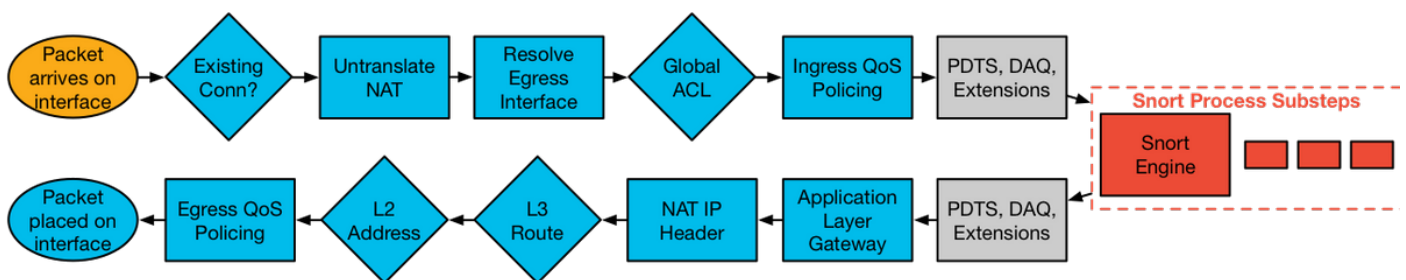 Packet
arrives on
interface
Existing
Conn?
Untranslate
NAT
Resolve
Egress
Interface
Global
ACL
Ingress QoS
Policing
PDTS, DAQ,
Extensions
Snort Process Substeps
Snort
Engine
Packet
placed on
interface
Egress QoS
Policing
L2
Address
L3
Route
NAT IP
Header
Application
Layer
Gateway
PDTS, DAQ,
Extensions